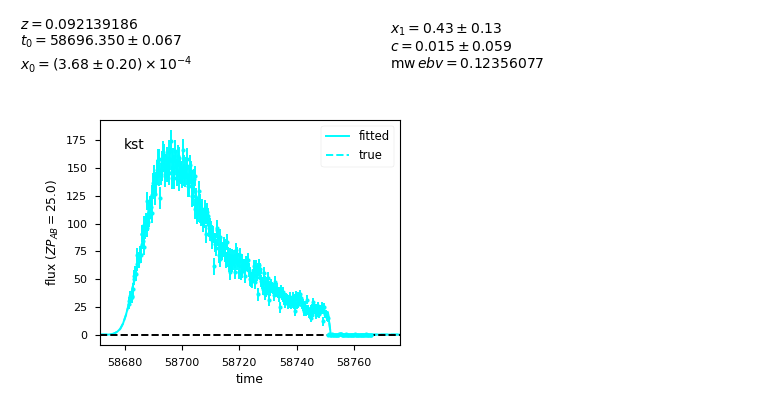 z = 0.092139186
t₀ = 58696.350 ± 0.067
x₀ = (3.68 ± 0.20) × 10⁻⁴
x₁ = 0.43 ± 0.13
c = 0.015 ± 0.059
mw ebv = 0.12356077
kst
fitted
true
flux (ZP_AB = 25.0)
175
150
125
100
75
50
25
0
58680 58700 58720 58740 58760
time